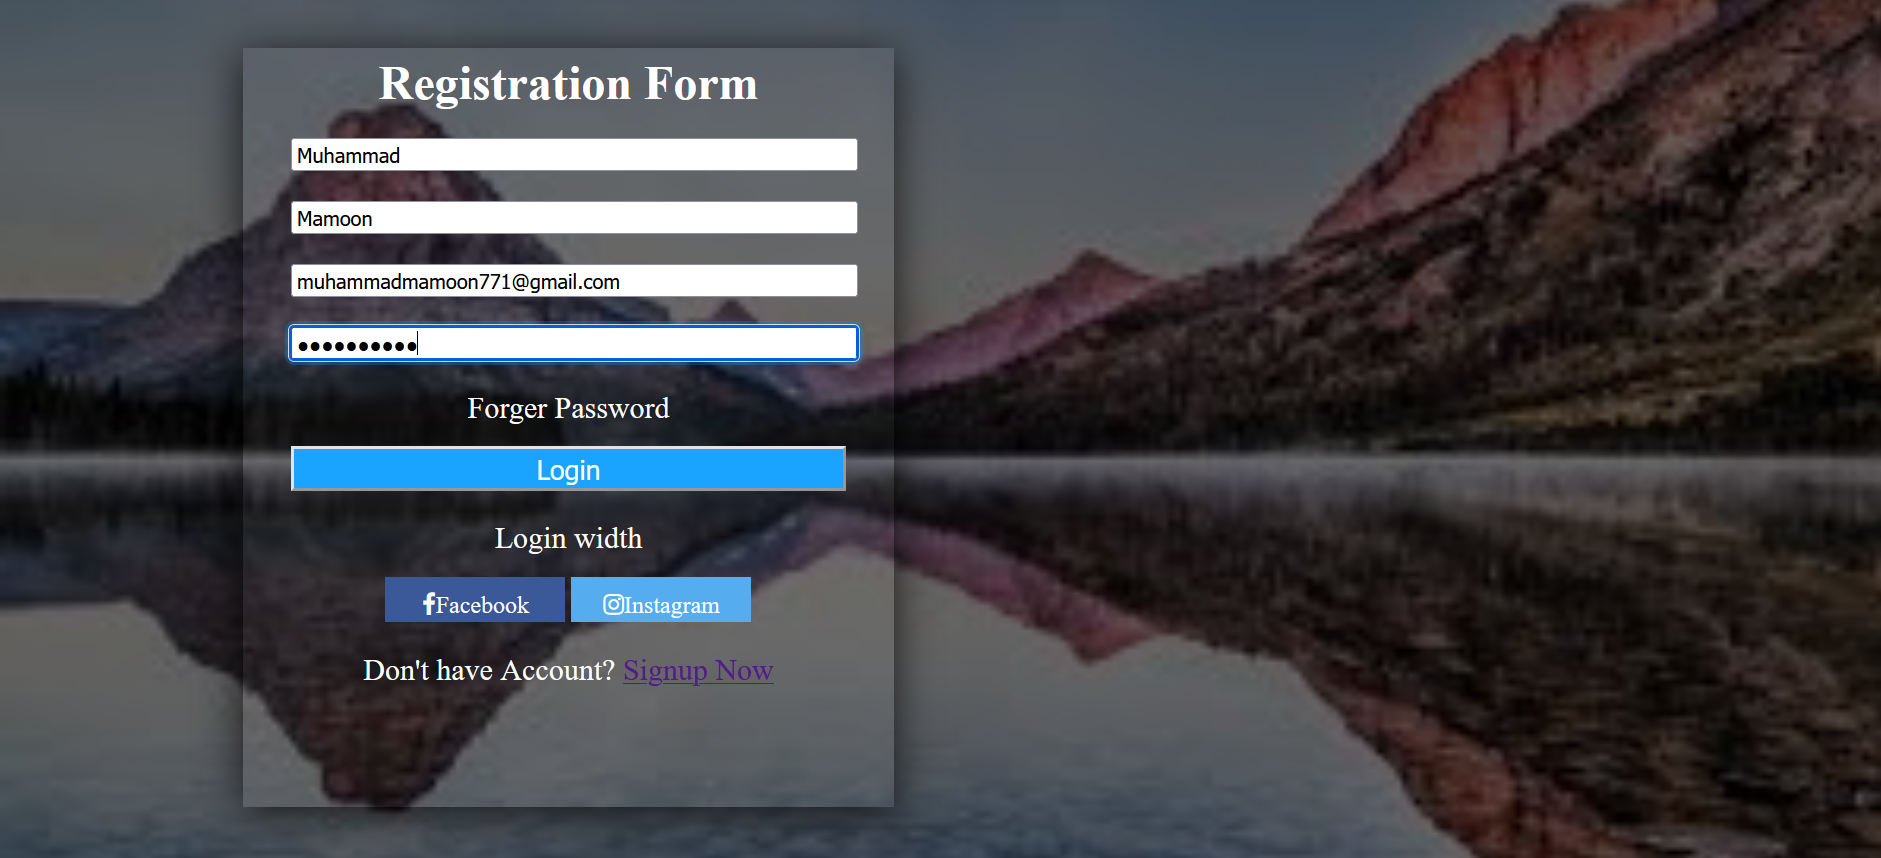 Registration Form
Muhammad
Mamoon
muhammadmamoon771@gmail.com
●●●●●●●●●●
Forger Password
Login
Login width
Facebook Instagram
Don't have Account? Signup Now